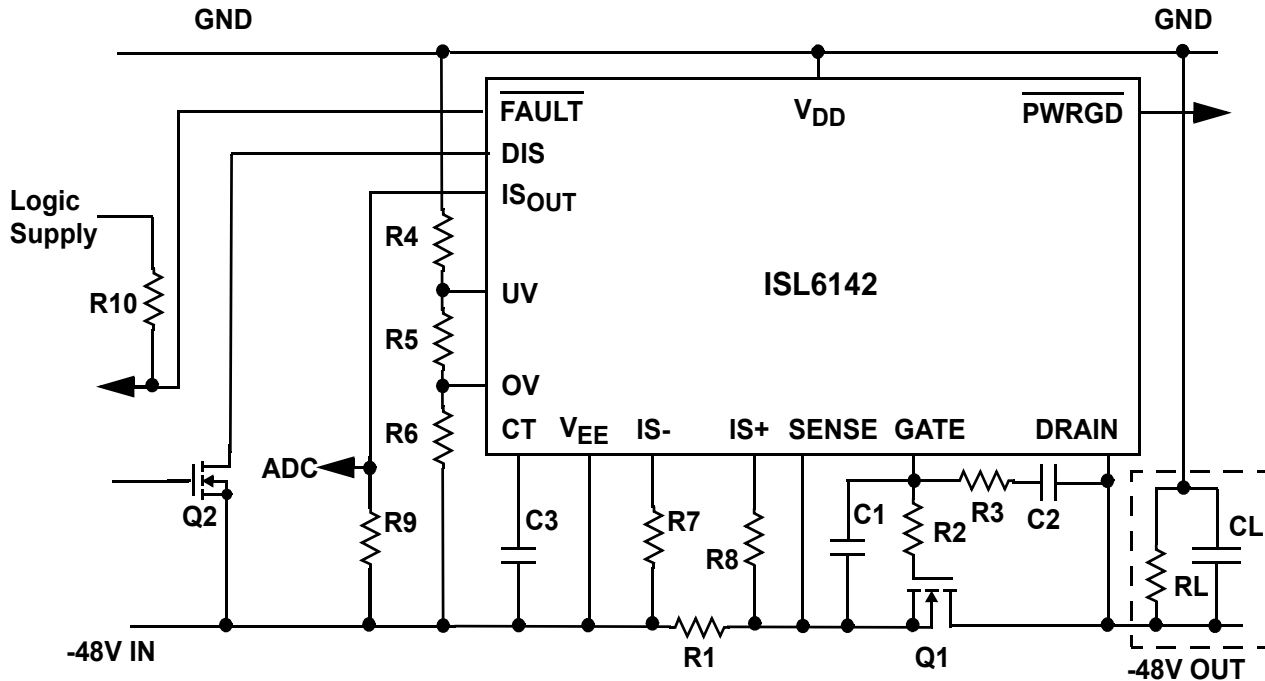 GND
GND
FAULT
VDD
PWRGD
DIS
Logic
Supply
ISOUT
R4
R10
UV
ISL6142
R5
OV
R6
CT
VEE
IS-
IS+
SENSE
GATE
DRAIN
ADC
Q2
R9
C3
R7
R8
C1
R2
R3
C2
CL
RL
-48V IN
R1
Q1
-48V OUT